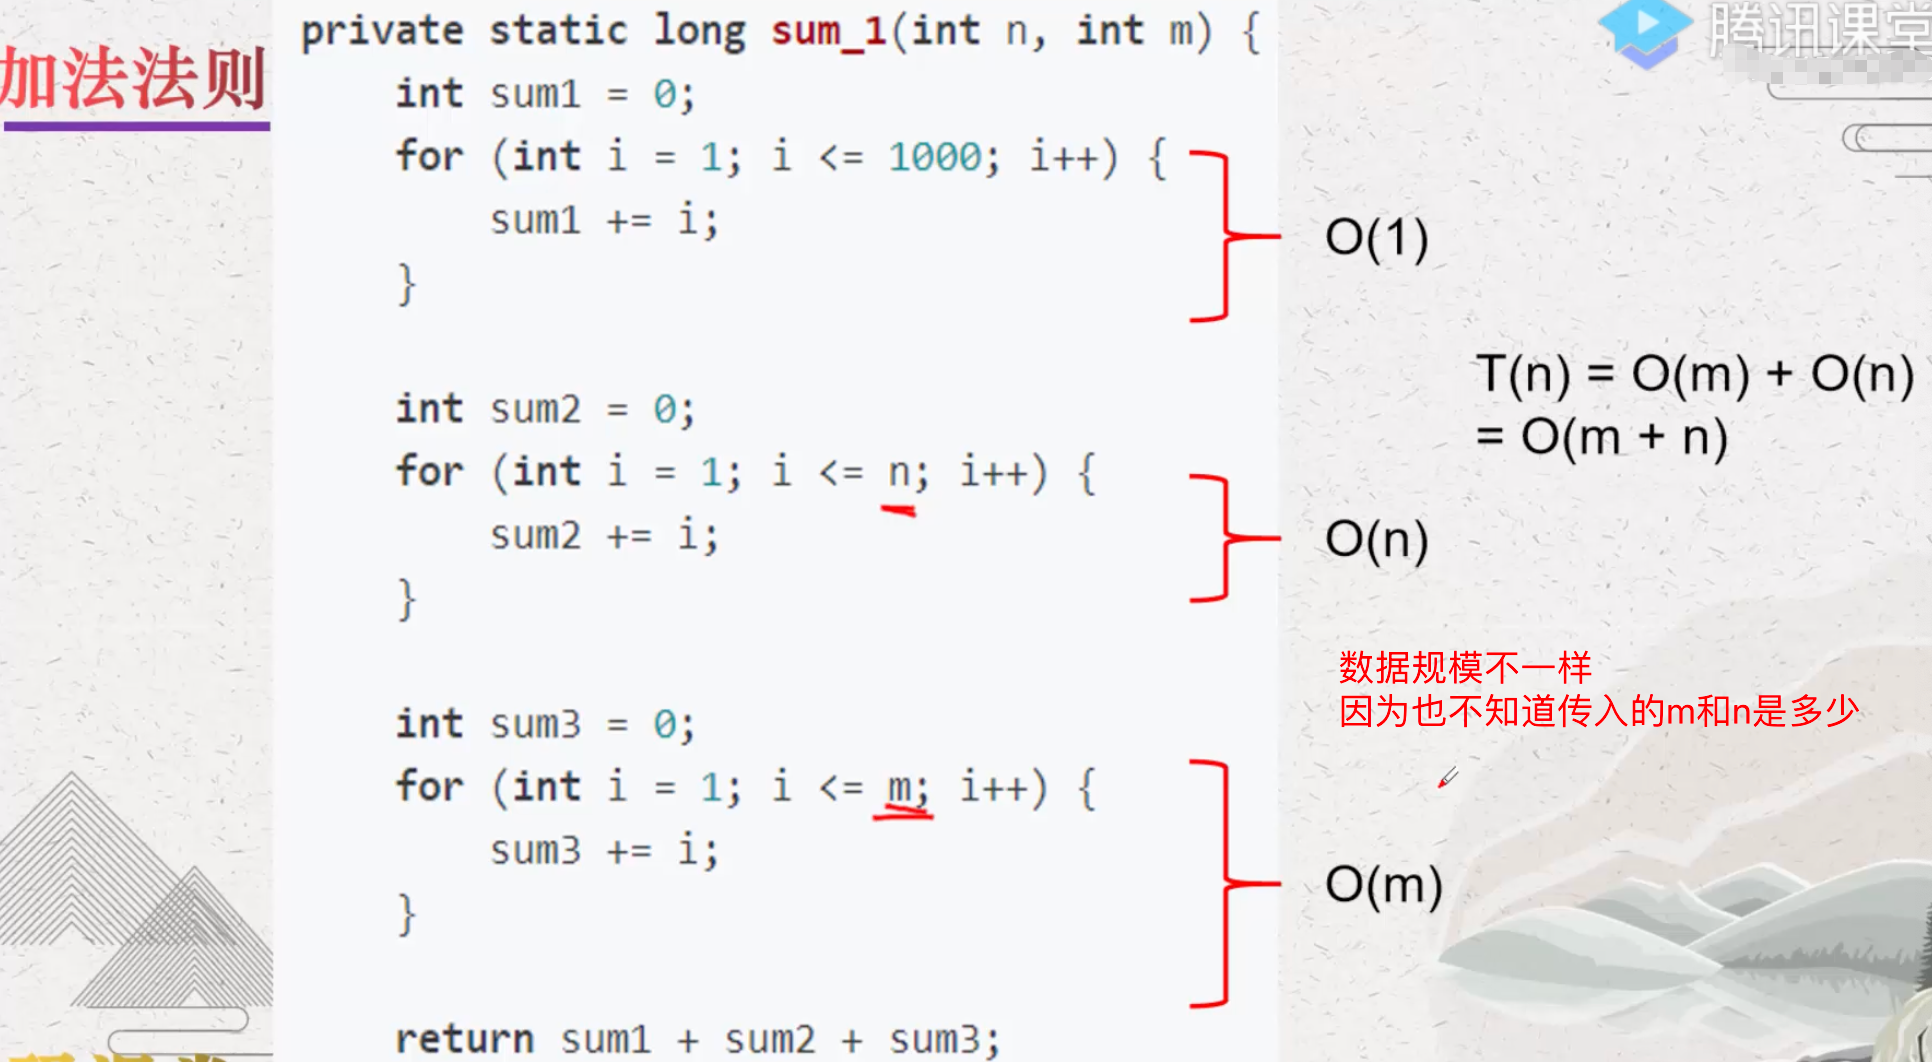 加法法则
腾讯课堂
private static long sum_1(int n, int m) {
int sum1 = 0;
for (int i = 1; i <= 1000; i++) {
sum1 += i;
}
O(1)
T(n) = O(m) + O(n)
= O(m + n)
int sum2 = 0;
for (int i = 1; i <= n; i++) {
sum2 += i;
}
O(n)
数据规模不一样
因为也不知道传入的m和n是多少
int sum3 = 0;
for (int i = 1; i <= m; i++) {
sum3 += i;
}
O(m)
return sum1 + sum2 + sum3;